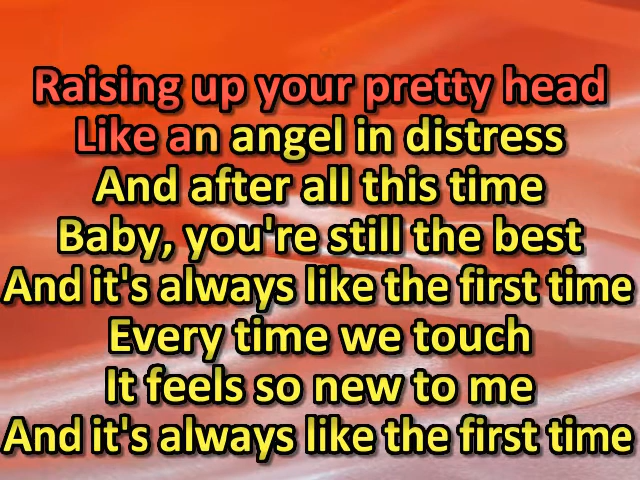 Raising up your pretty head
Like an angel in distress
And after all this time
Baby, you're still the best
And it's always like the first time
Every time we touch
It feels so new to me
And it's always like the first time